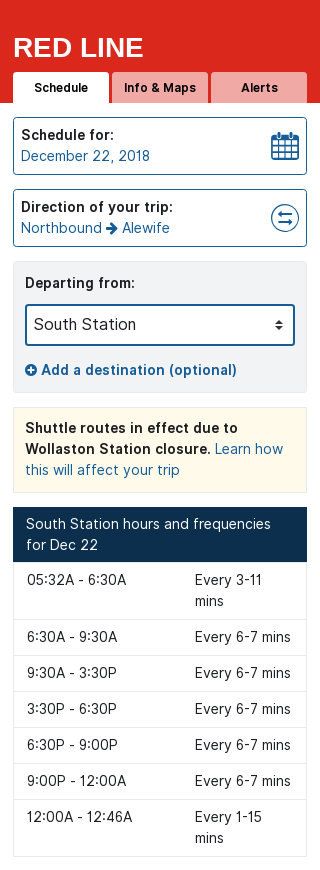 RED LINE
Schedule
Info & Maps
Alerts
Schedule for:
December 22, 2018
Direction of your trip:
Northbound → Alewife
Departing from:
South Station
Add a destination (optional)
Shuttle routes in effect due to
Wollaston Station closure. Learn how
this will affect your trip
South Station hours and frequencies
for Dec 22
05:32A - 6:30A Every 3-11
mins
6:30A - 9:30A Every 6-7 mins
9:30A - 3:30P Every 6-7 mins
3:30P - 6:30P Every 6-7 mins
6:30P - 9:00P Every 6-7 mins
9:00P - 12:00A Every 6-7 mins
12:00A - 12:46A Every 1-15
mins